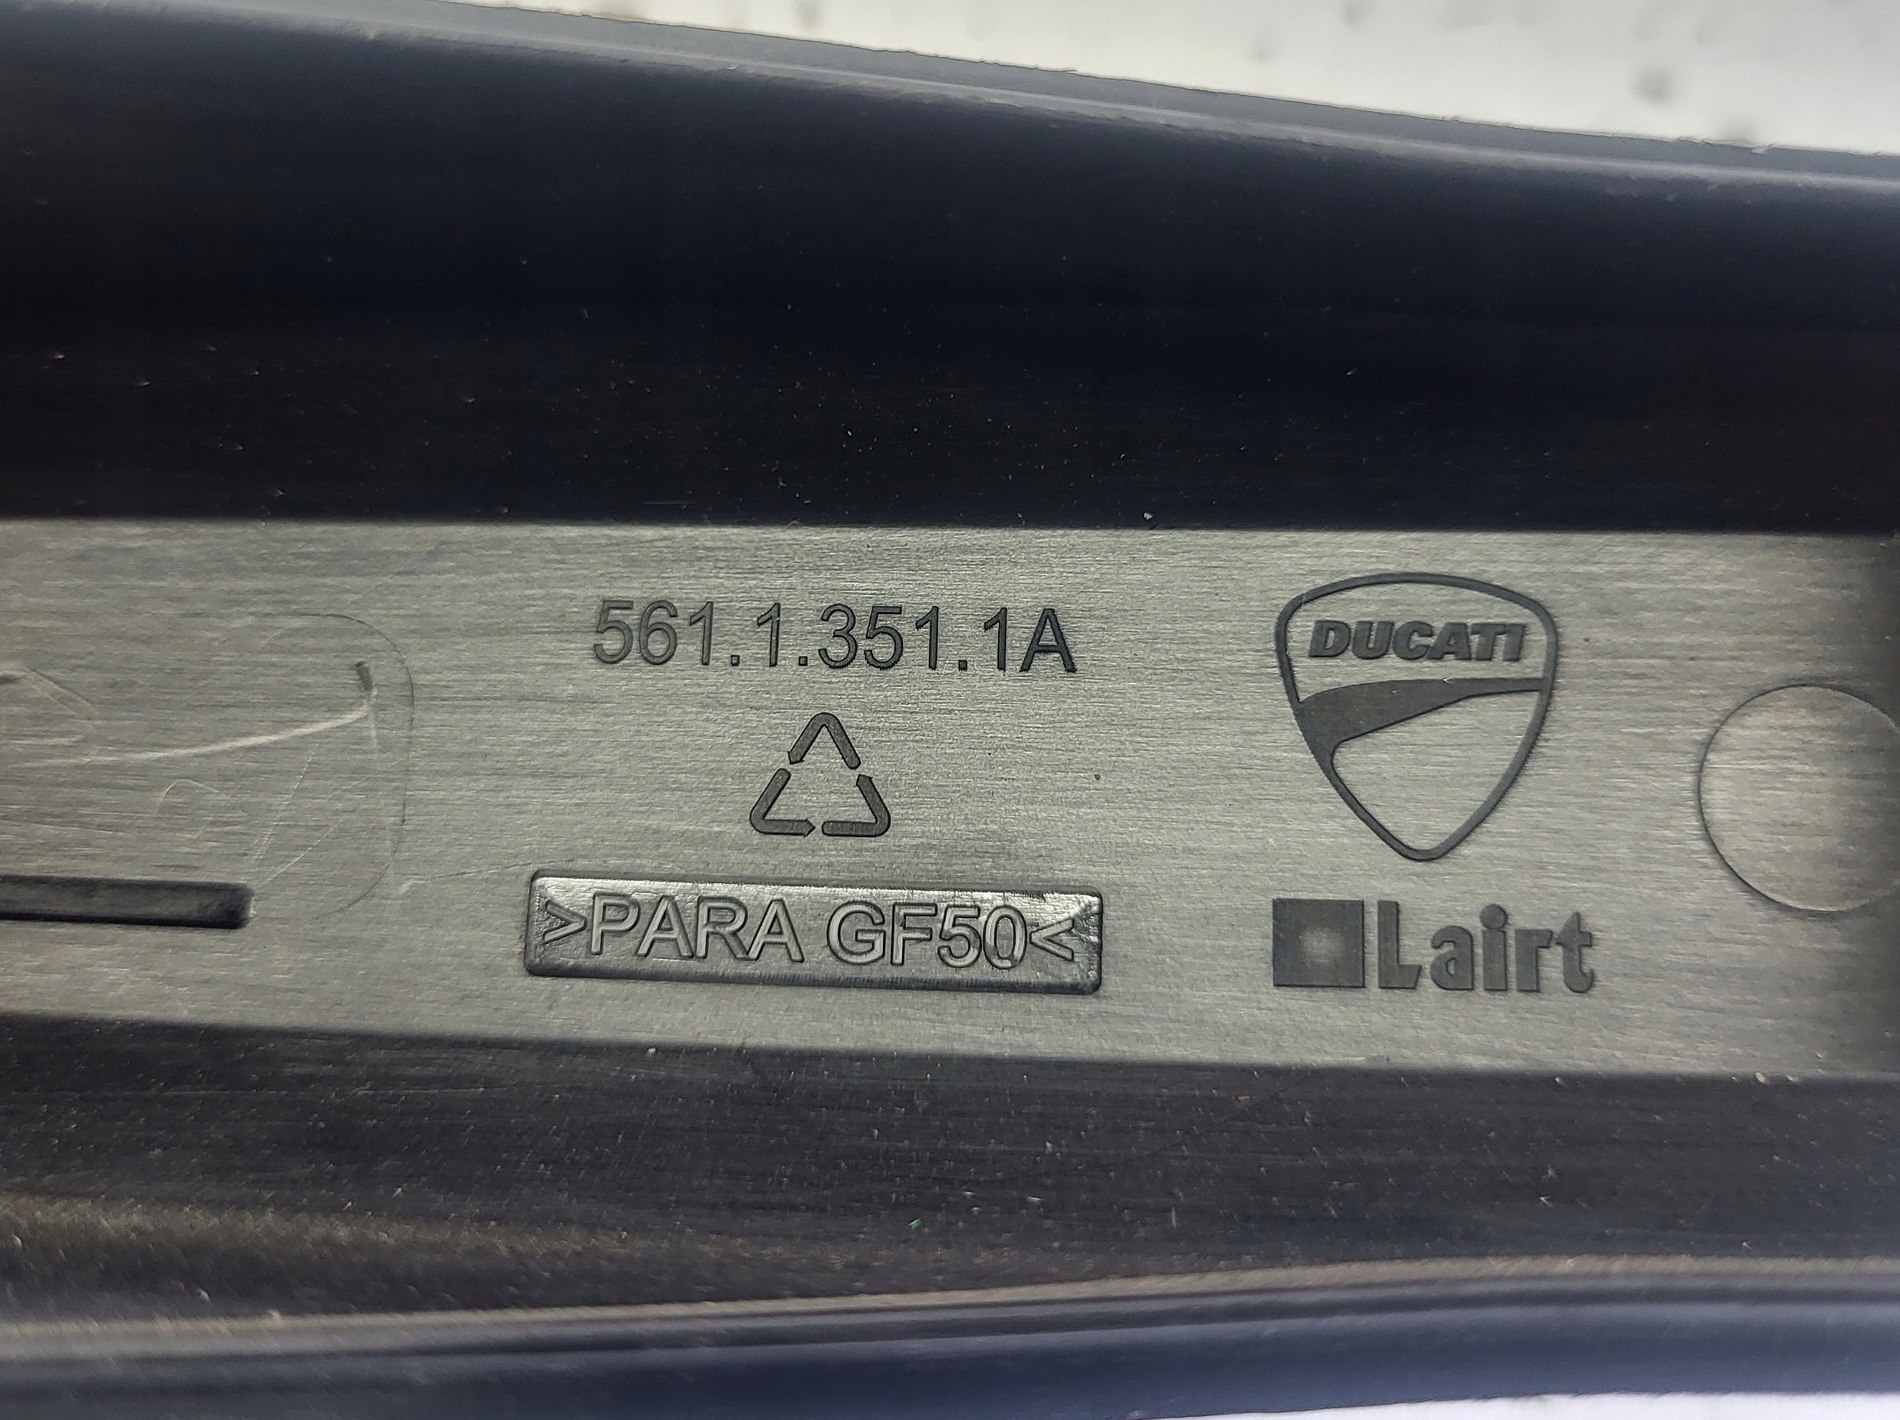 561.1.351.1A
DUCATI
>PARA GF50<
Lairt